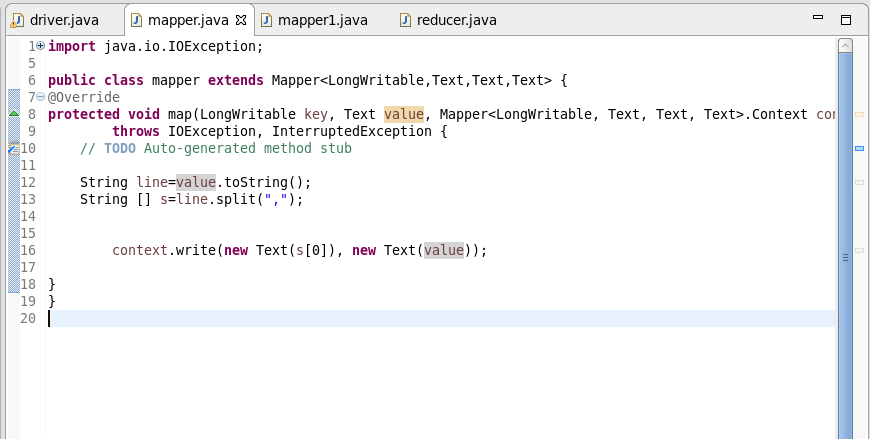 driver.java mapper.java mapper1.java reducer.java
1 import java.io.IOException;
5
6 public class mapper extends Mapper<LongWritable,Text,Text,Text> {
7 @Override
8 protected void map(LongWritable key, Text value, Mapper<LongWritable, Text, Text, Text>.Context con
9 throws IOException, InterruptedException {
10 // TODO Auto-generated method stub
11
12 String line=value.toString();
13 String [] s=line.split(",");
14
15
16 context.write(new Text(s[0]), new Text(value));
17
18 }
19 }
20